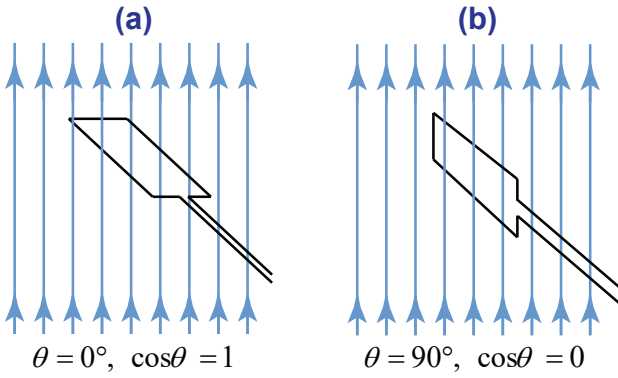 (a) (b)
θ = 0°, cosθ = 1 θ = 90°, cosθ = 0